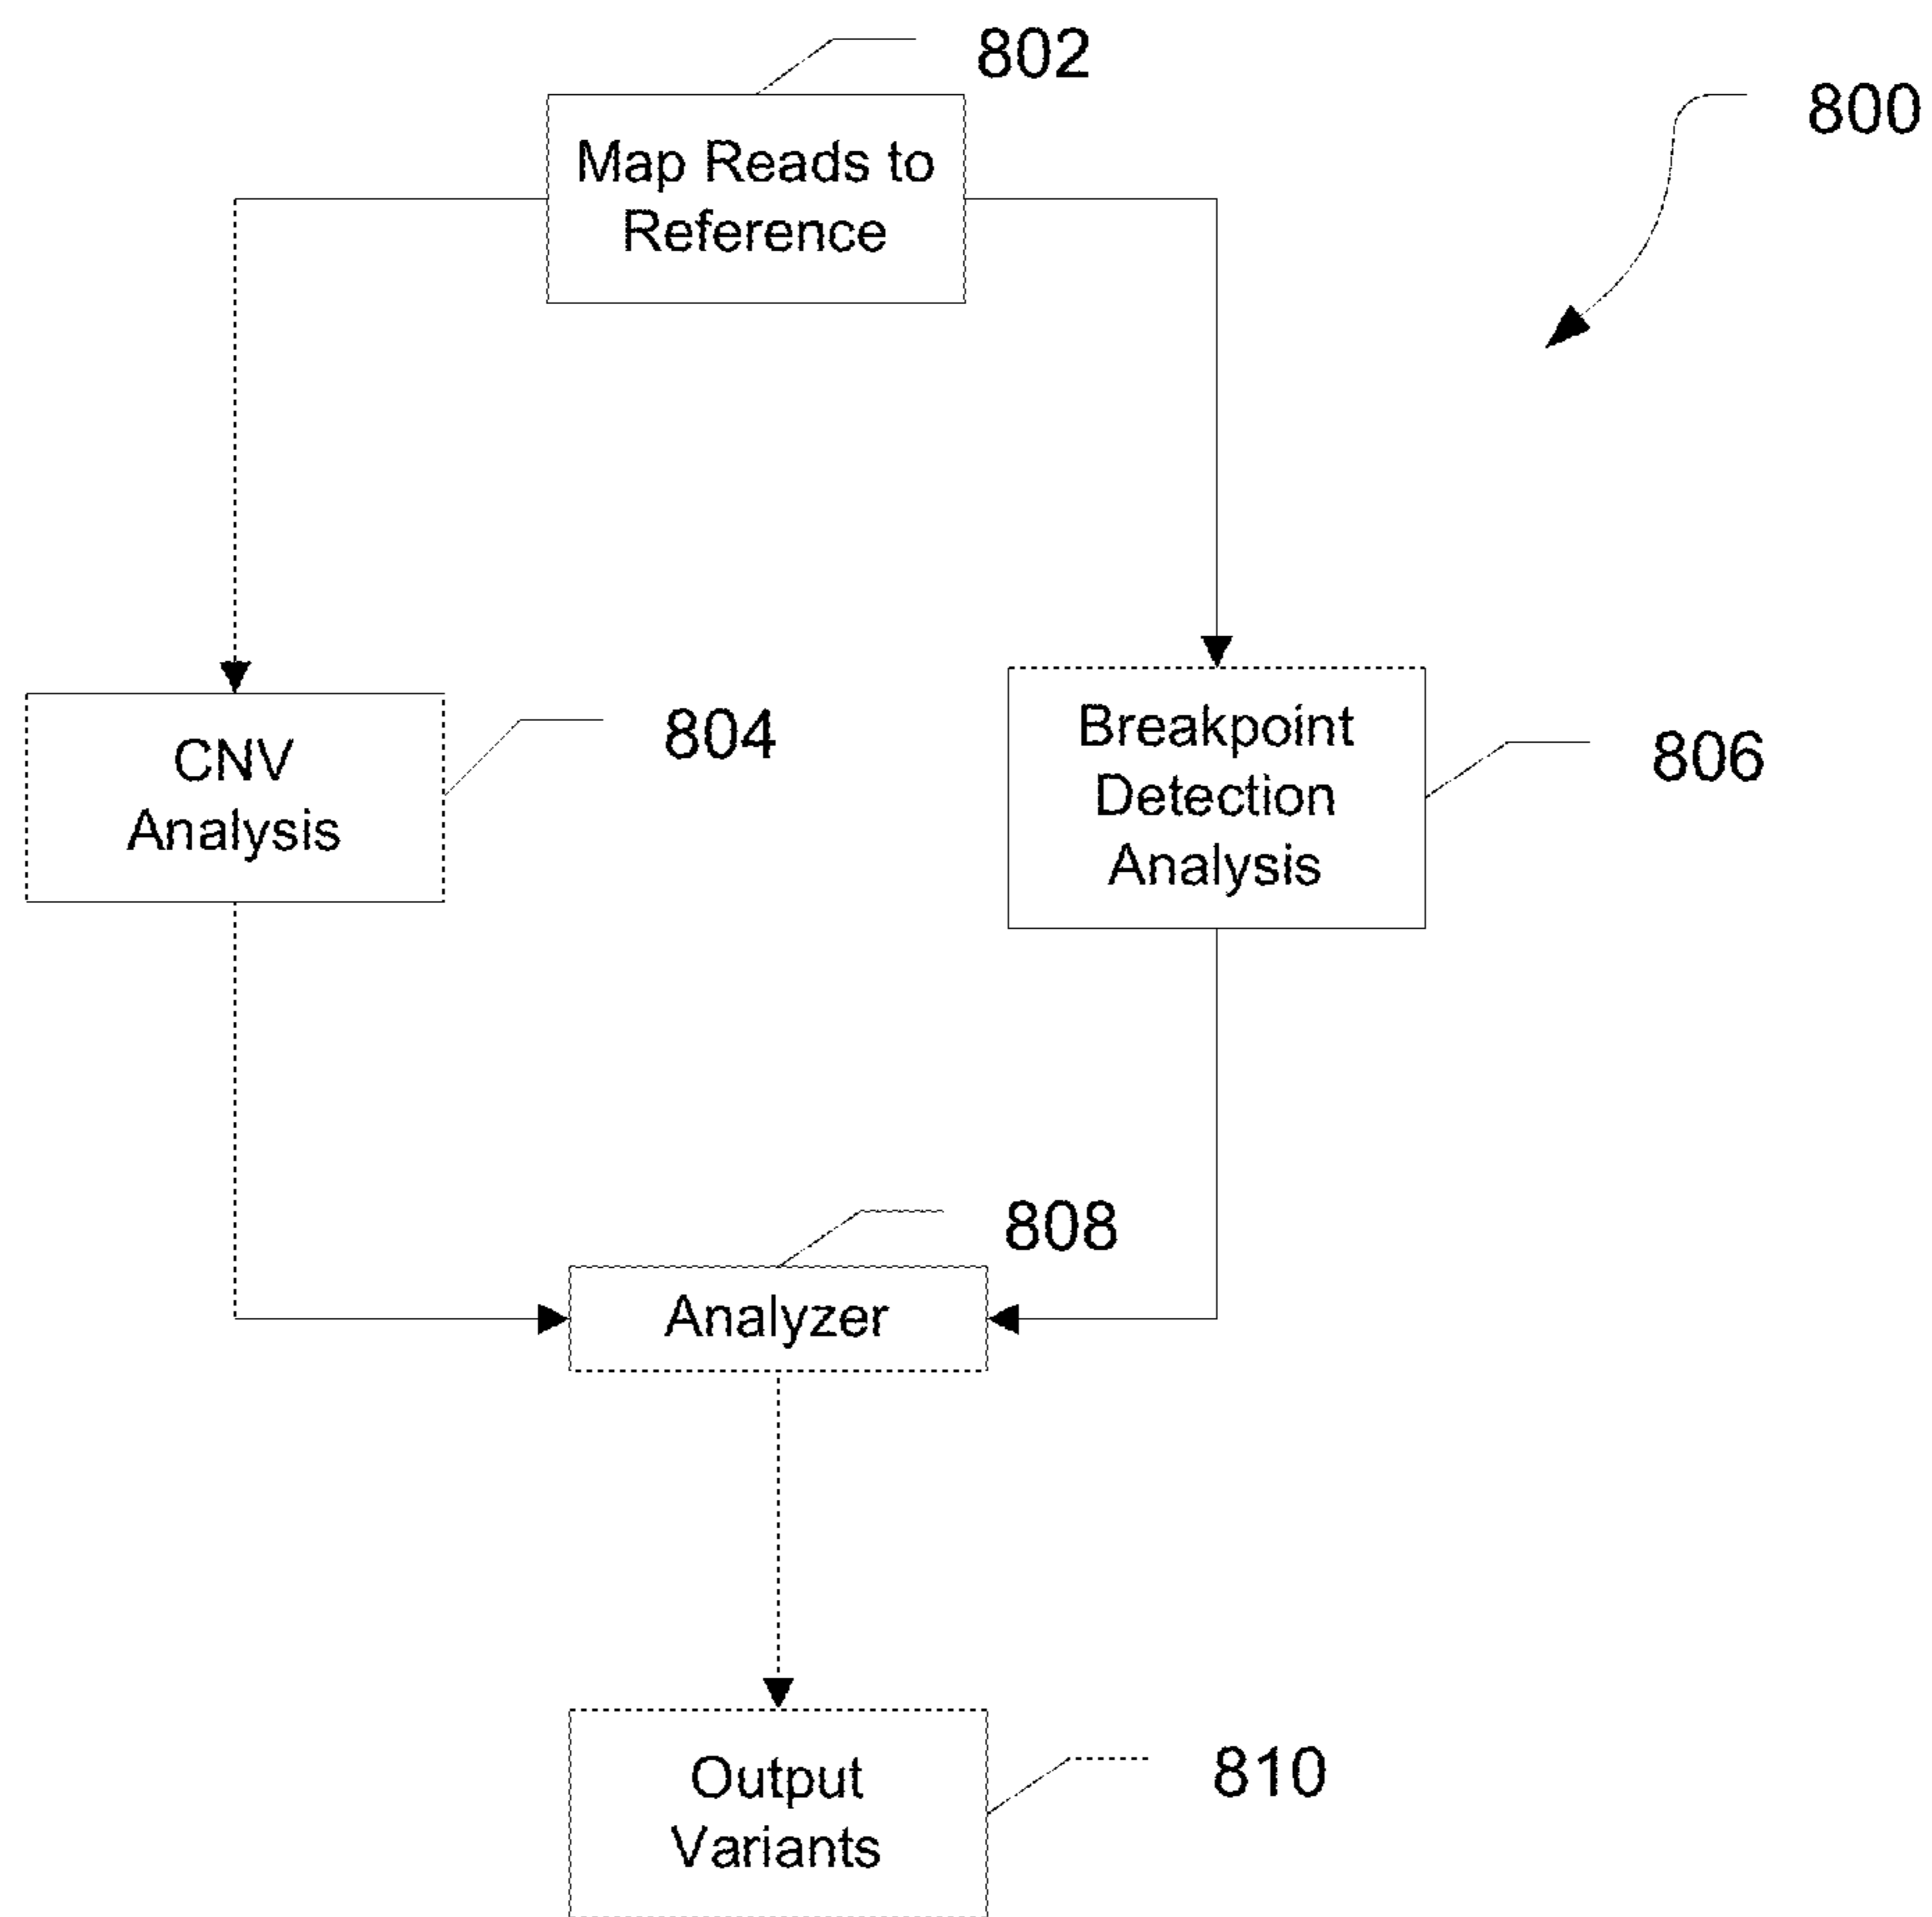 802
800
Map Reads to
Reference
CNV
Analysis
804
Breakpoint
Detection
Analysis
806
808
Analyzer
Output
Variants
810